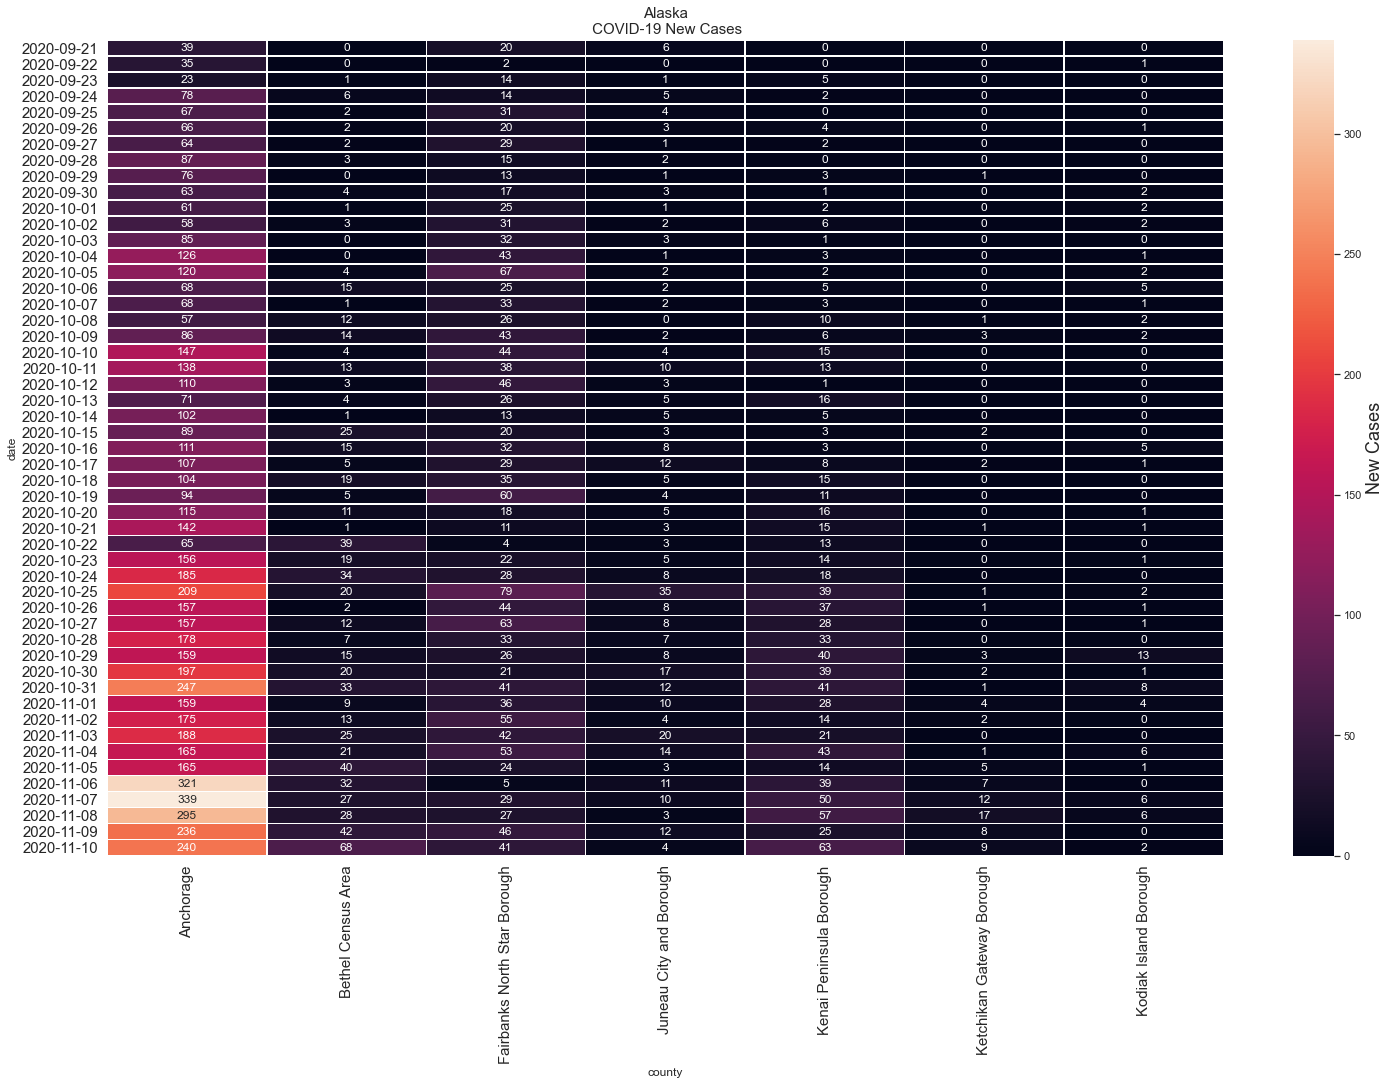 Alaska
COVID-19 New Cases
2020-09-21 39 0 20 6 0 0 0
2020-09-22 35 0 2 0 0 0 1
2020-09-23 23 1 14 1 5 0 0
2020-09-24 78 6 14 5 2 0 0
2020-09-25 67 2 31 4 0 0 0
2020-09-26 66 2 20 3 4 0 1
2020-09-27 64 2 29 1 2 0 0
2020-09-28 87 3 15 2 0 0 0
2020-09-29 76 0 13 1 3 1 0
2020-09-30 63 4 17 3 1 0 2
2020-10-01 61 1 25 1 2 0 2
2020-10-02 58 3 31 2 6 0 2
2020-10-03 85 0 32 3 1 0 0
2020-10-04 126 0 43 1 3 0 1
2020-10-05 120 4 67 2 2 0 2
2020-10-06 68 15 25 2 5 0 5
2020-10-07 68 1 33 2 3 0 1
2020-10-08 57 12 26 0 10 1 2
2020-10-09 86 14 43 2 6 3 2
2020-10-10 147 4 44 4 15 0 0
2020-10-11 138 13 38 10 13 0 0
2020-10-12 110 3 46 3 1 0 0
2020-10-13 71 4 26 5 16 0 0
2020-10-14 102 1 13 5 5 0 0
2020-10-15 89 25 20 3 3 2 0
2020-10-16 111 15 32 8 3 0 5
2020-10-17 107 5 29 12 8 2 1
2020-10-18 104 19 35 5 15 0 0
2020-10-19 94 5 60 4 11 0 0
2020-10-20 115 11 18 5 16 0 1
2020-10-21 142 1 11 3 15 1 1
2020-10-22 65 39 4 3 13 0 0
2020-10-23 156 19 22 5 14 0 1
2020-10-24 185 34 28 8 18 0 0
2020-10-25 209 20 79 35 39 1 2
2020-10-26 157 2 44 8 37 1 1
2020-10-27 157 12 63 8 28 0 1
2020-10-28 178 7 33 7 33 0 0
2020-10-29 159 15 26 8 40 3 13
2020-10-30 197 20 21 17 39 2 1
2020-10-31 247 33 41 12 41 1 8
2020-11-01 159 9 36 10 28 4 4
2020-11-02 175 13 55 4 14 2 0
2020-11-03 188 25 42 20 21 0 0
2020-11-04 165 21 53 14 43 1 6
2020-11-05 165 40 24 3 14 5 1
2020-11-06 321 32 5 11 39 7 0
2020-11-07 339 27 29 10 50 12 6
2020-11-08 295 28 27 3 57 17 6
2020-11-09 236 42 46 12 25 8 0
2020-11-10 240 68 41 4 63 9 2
date
Anchorage
Bethel Census Area
Fairbanks North Star Borough
Juneau City and Borough
Kenai Peninsula Borough
Ketchikan Gateway Borough
Kodiak Island Borough
county
300
250
200
150
100
50
0
New Cases